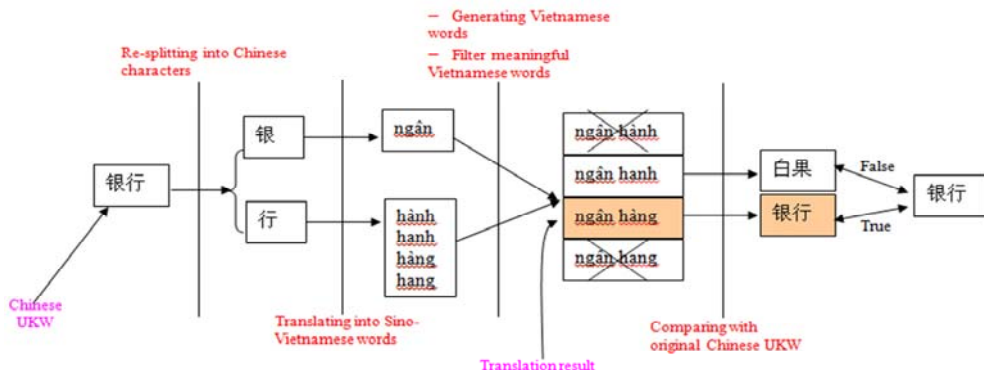 — Generating Vietnamese
words
— Filter meaningful
Vietnamese words
Re-splitting into Chinese
characters
银行
银
行
ngân
hành
hanh
hàng
hang
ngân hành
ngân hanh
ngân hàng
ngân hang
白果
银行
False
True
银行
Chinese
UKW
Translating into Sino-
Vietnamese words
Translation result
Comparing with
original Chinese UKW